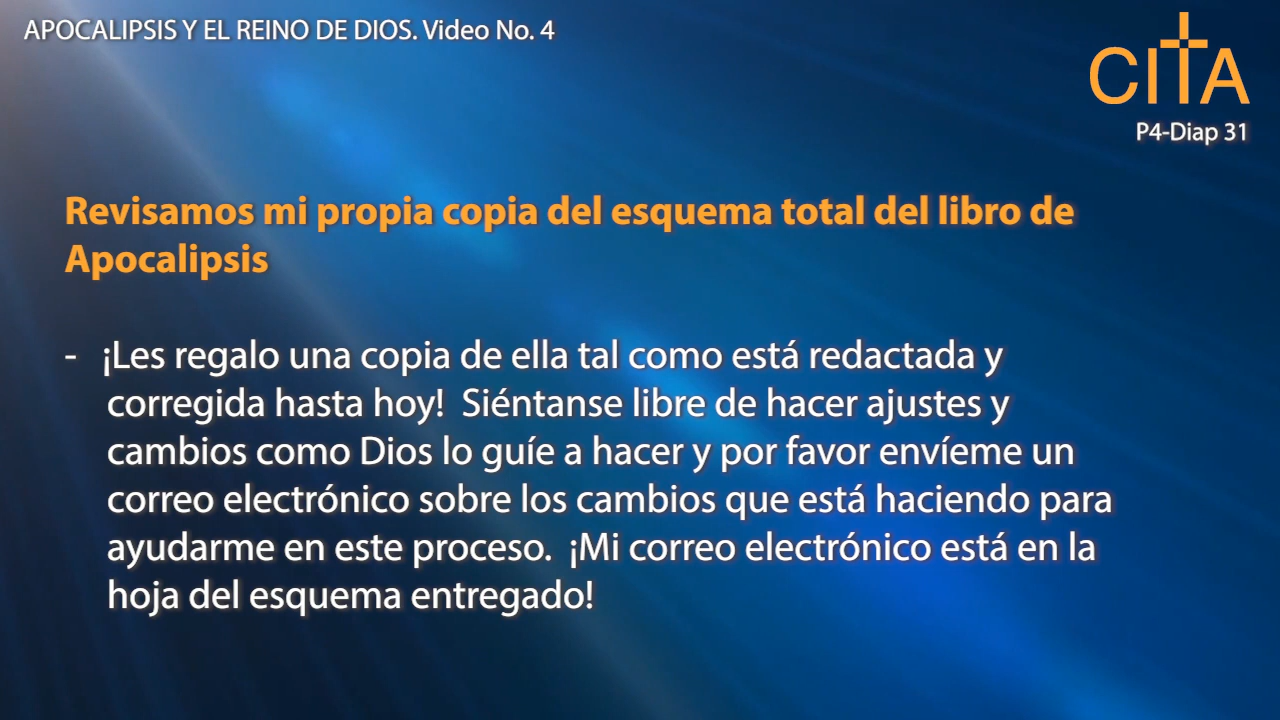 APOCALIPSIS Y EL REINO DE DIOS. Video No. 4
CITA
P4-Diap 31
Revisamos mi propia copia del esquema total del libro de
Apocalipsis
- ¡Les regalo una copia de ella tal como está redactada y
corregida hasta hoy! Siéntanse libre de hacer ajustes y
cambios como Dios lo guíe a hacer y por favor envíeme un
correo electrónico sobre los cambios que está haciendo para
ayudarme en este proceso. ¡Mi correo electrónico está en la
hoja del esquema entregado!